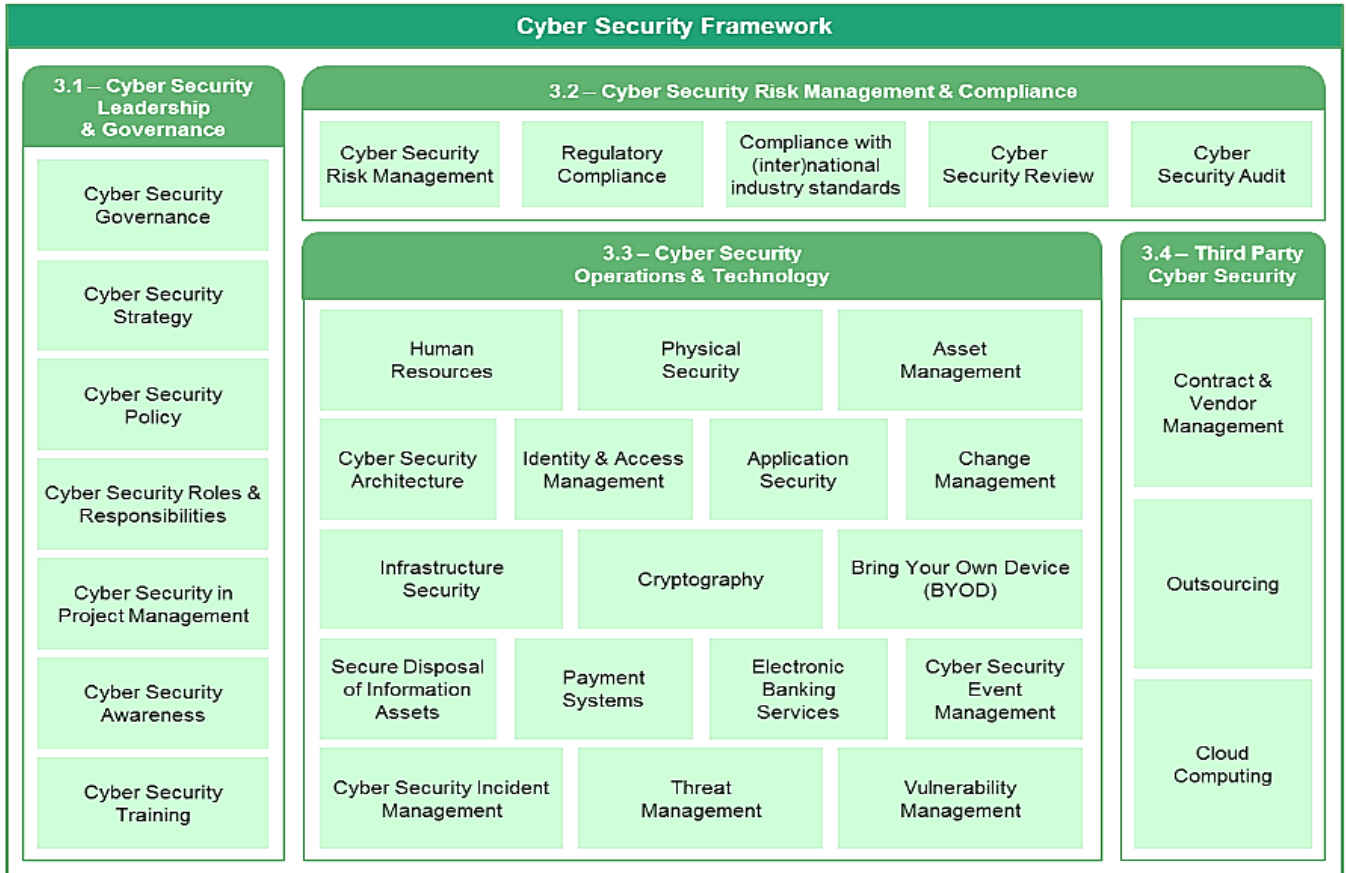 Cyber Security Framework
3.1 – Cyber Security
Leadership
& Governance
Cyber Security
Governance
Cyber Security
Strategy
Cyber Security
Policy
Cyber Security Roles &
Responsibilities
Cyber Security in
Project Management
Cyber Security
Awareness
Cyber Security
Training
3.2 – Cyber Security Risk Management & Compliance
Cyber Security
Risk Management
Regulatory
Compliance
Compliance with
(inter)national
industry standards
Cyber
Security Review
Cyber
Security Audit
3.3 – Cyber Security
Operations & Technology
Human
Resources
Physical
Security
Asset
Management
Cyber Security
Architecture
Identity & Access
Management
Application
Security
Change
Management
Infrastructure
Security
Cryptography
Bring Your Own Device
(BYOD)
Secure Disposal
of Information
Assets
Payment
Systems
Electronic
Banking
Services
Cyber Security
Event
Management
Cyber Security Incident
Management
Threat
Management
Vulnerability
Management
3.4 – Third Party
Cyber Security
Contract &
Vendor
Management
Outsourcing
Cloud
Computing